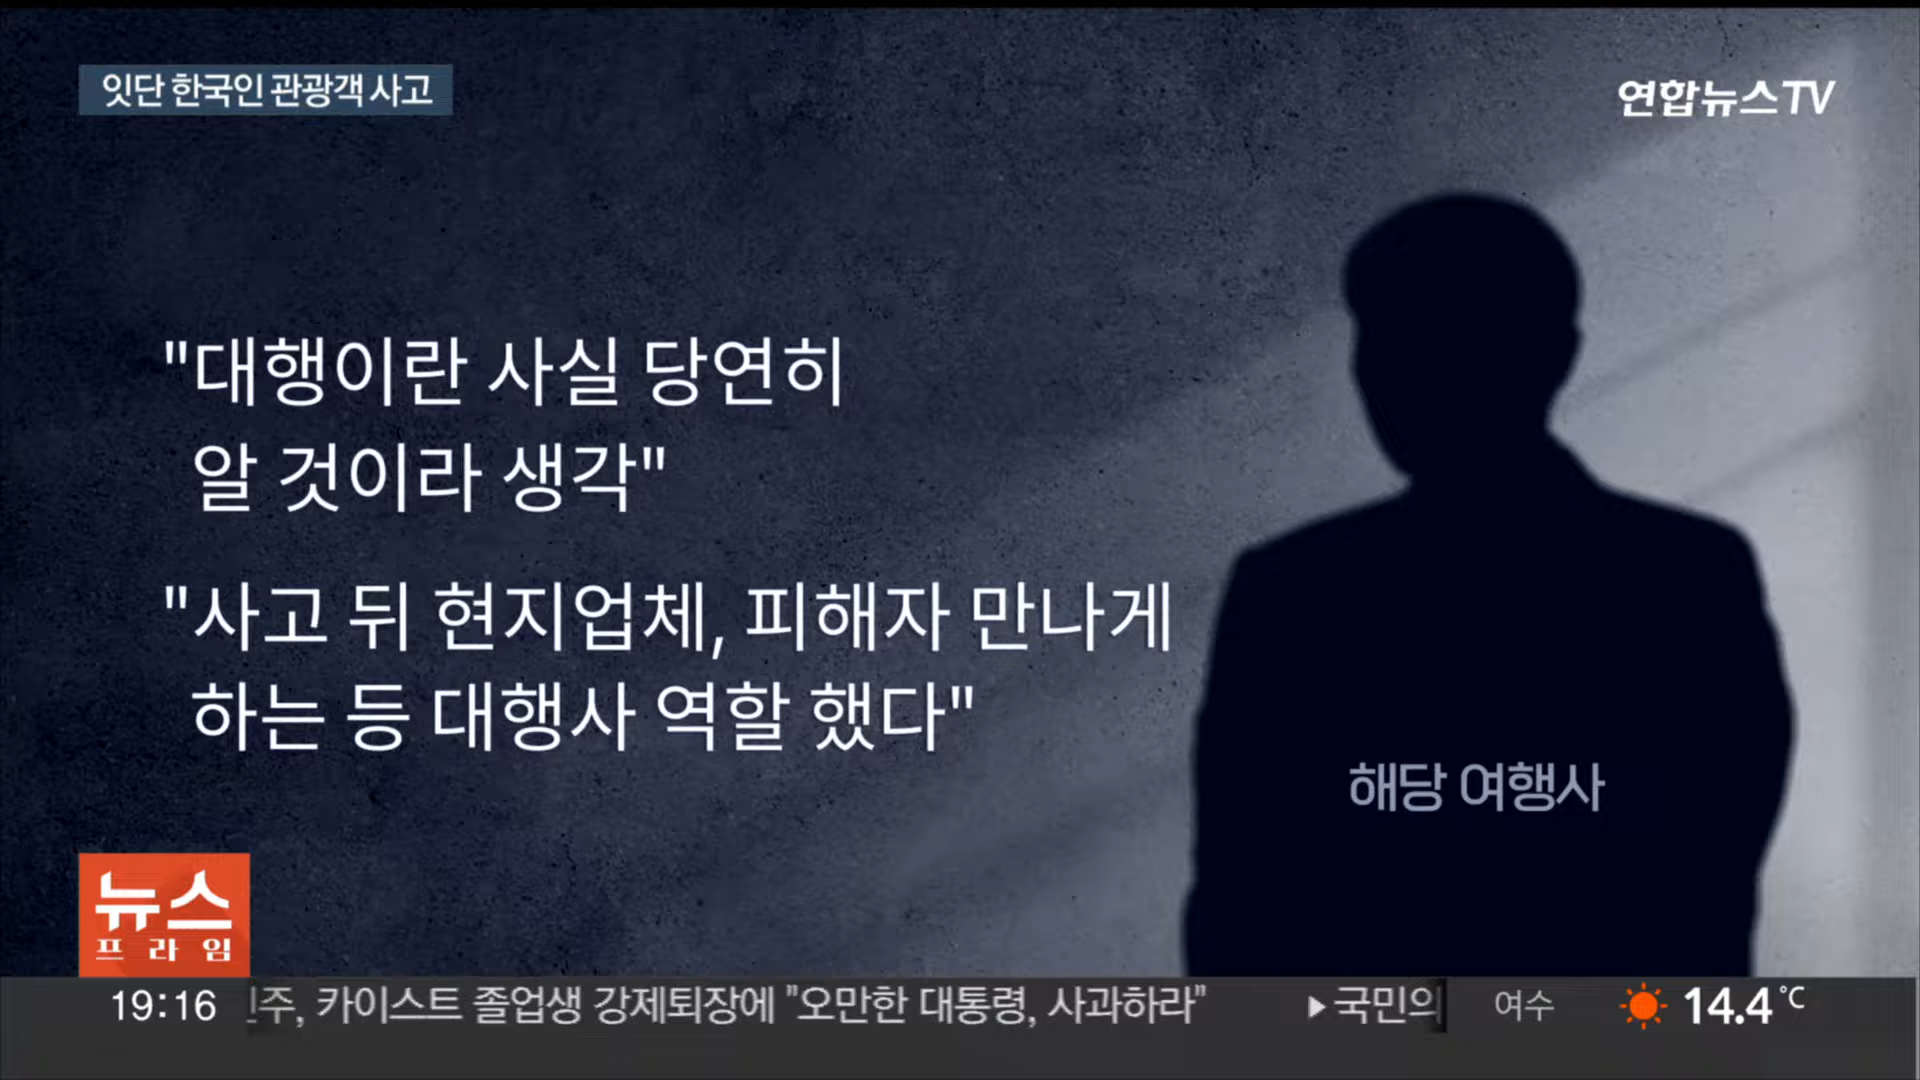 잇단 한국인 관광객 사고
연합뉴스TV
"대행이란 사실 당연히
알 것이라 생각"
"사고 뒤 현지업체, 피해자 만나게
하는 등 대행사 역할 했다"
해당 여행사
뉴스
프라임
19:16 주, 카이스트 졸업생 강제퇴장에 "오만한 대통령, 사과하라" ▶국민의 여수 14.4℃